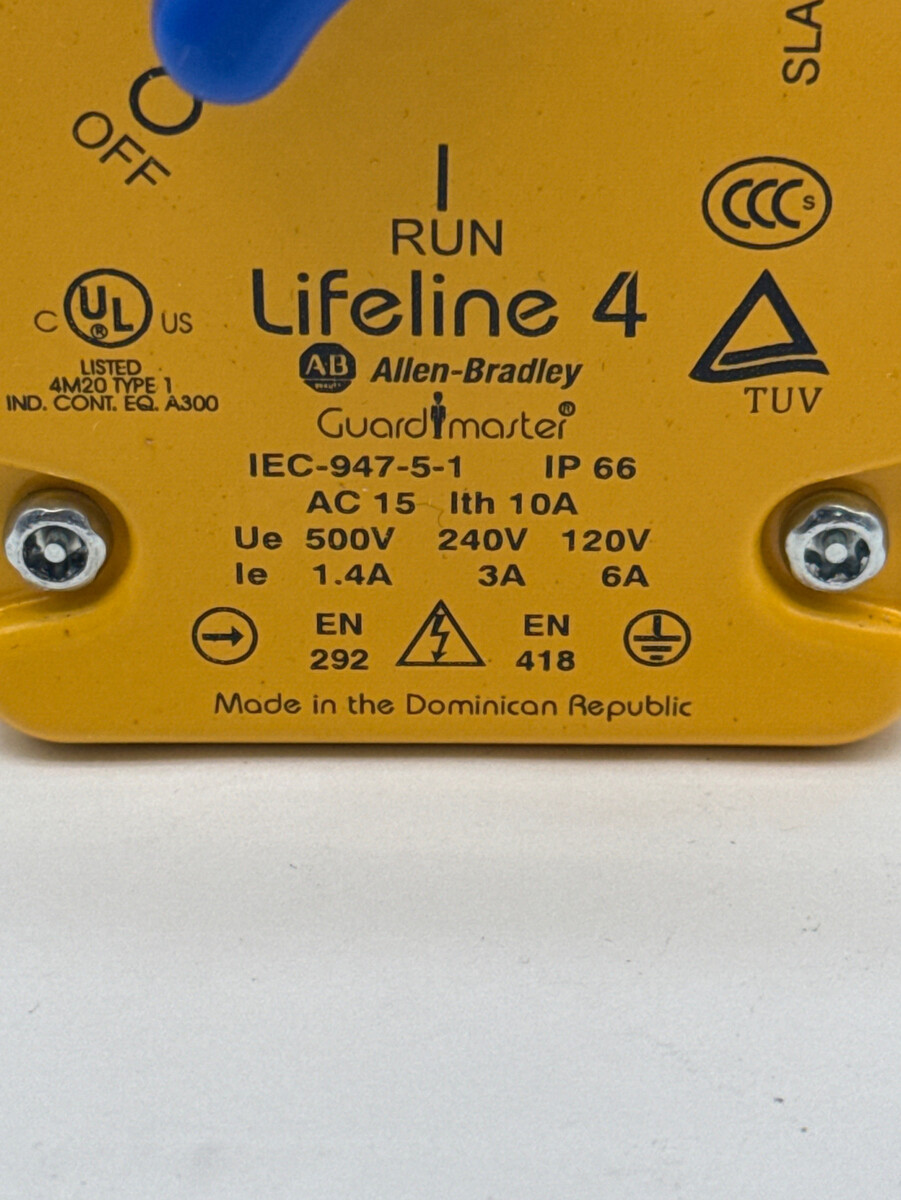 OFF
SLA
I
RUN
CCC S
Lifeline 4
C UL ® US
LISTED
4M20 TYPE 1
IND. CONT. EQ. A300
AB Allen-Bradley
TUV
Guardmaster®
IEC-947-5-1 IP 66
AC 15 Ith 10A
Ue 500V 240V 120V
Ie 1.4A 3A 6A
EN 292
EN 418
Made in the Dominican Republic